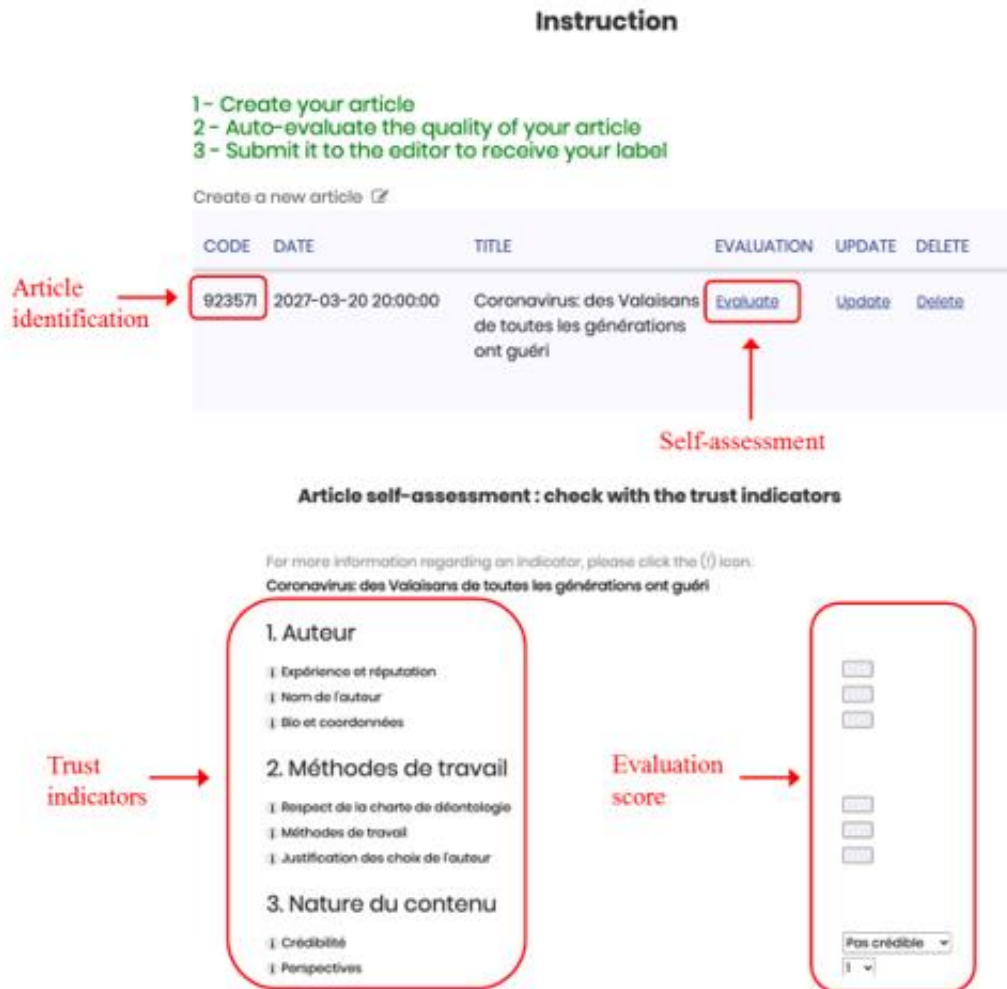 Instruction
1 - Create your article
2 - Auto-evaluate the quality of your article
3 - Submit it to the editor to receive your label
Create a new article
CODE DATE TITLE EVALUATION UPDATE DELETE
Article identification
923571 2027-03-20 20:00:00 Coronavirus: des Valaisans Evaluate Update Delete
de toutes les générations
ont guéri
Self-assessment
Article self-assessment : check with the trust indicators
For more information regarding an indicator, please click the (i) icon.
Coronavirus: des Valaisans de toutes les générations ont guéri
1. Auteur
i Expérience et réputation
i Nom de l'auteur
i Bio et coordonnées
Trust
indicators
2. Méthodes de travail
Evaluation
score
i Respect de la charte de déontologie
i Méthodes de travail
i Justification des choix de l'auteur
3. Nature du contenu
i Crédibilité Pas crédible
i Perspectives 1